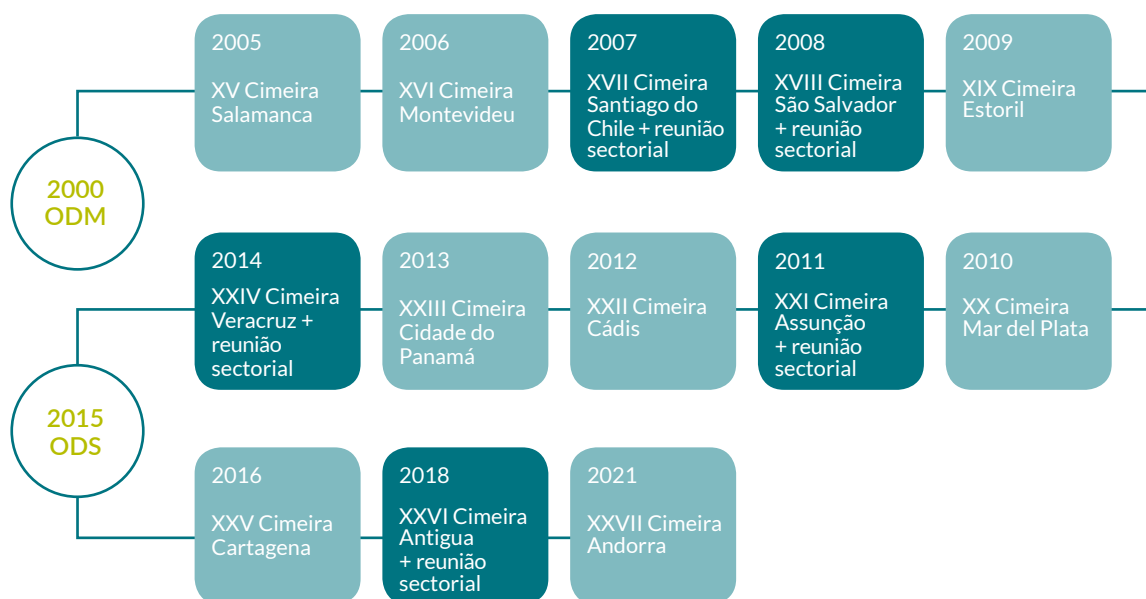 2005
XV Cimeira
Salamanca
2006
XVI Cimeira
Montevideu
2007
XVII Cimeira
Santiago do
Chile + reunião
sectorial
2008
XVIII Cimeira
São Salvador
+ reunião
sectorial
2009
XIX Cimeira
Estoril
2000
ODM
2014
XXIV Cimeira
Veracruz +
reunião
sectorial
2013
XXIII Cimeira
Cidade do
Panamá
2012
XXII Cimeira
Cádis
2011
XXI Cimeira
Assunção
+ reunião
sectorial
2010
XX Cimeira
Mar del Plata
2015
ODS
2016
XXV Cimeira
Cartagena
2018
XXVI Cimeira
Antigua
+ reunião
sectorial
2021
XXVII Cimeira
Andorra